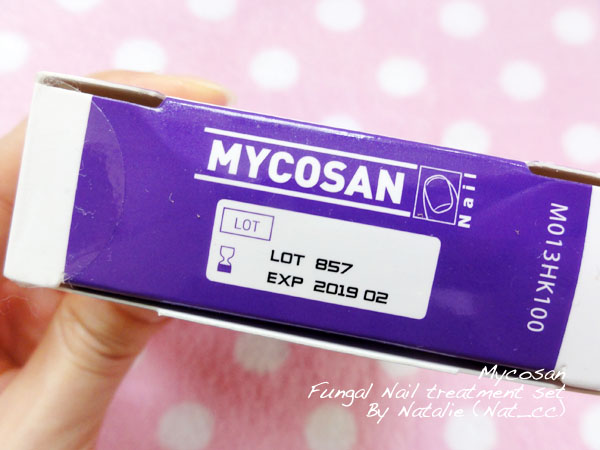 MYCOSAN
Nail
LOT
LOT 857
EXP 2019 02
M013HK100
Mycosan
Fungal Nail treatment set
By Natalie (Nat_cc)